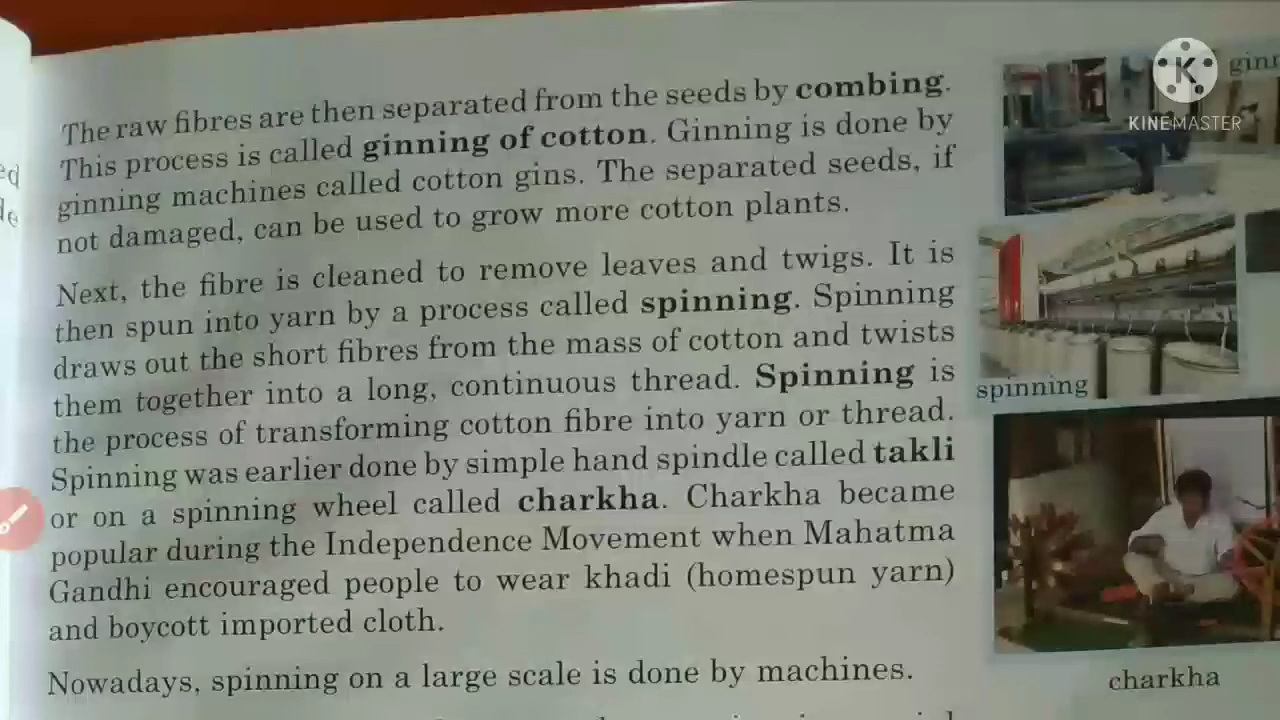 The raw fibres are then separated from the seeds by combing.
This process is called ginning of cotton. Ginning is done by
ginning machines called cotton gins. The separated seeds, if
not damaged, can be used to grow more cotton plants.
Next, the fibre is cleaned to remove leaves and twigs. It is
then spun into yarn by a process called spinning. Spinning
draws out the short fibres from the mass of cotton and twists
them together into a long, continuous thread. Spinning is
the process of transforming cotton fibre into yarn or thread.
Spinning was earlier done by simple hand spindle called takli
or on a spinning wheel called charkha. Charkha became
popular during the Independence Movement when Mahatma
Gandhi encouraged people to wear khadi (homespun yarn)
and boycott imported cloth.
Nowadays, spinning on a large scale is done by machines.
K
KINEMASTER
spinning
charkha